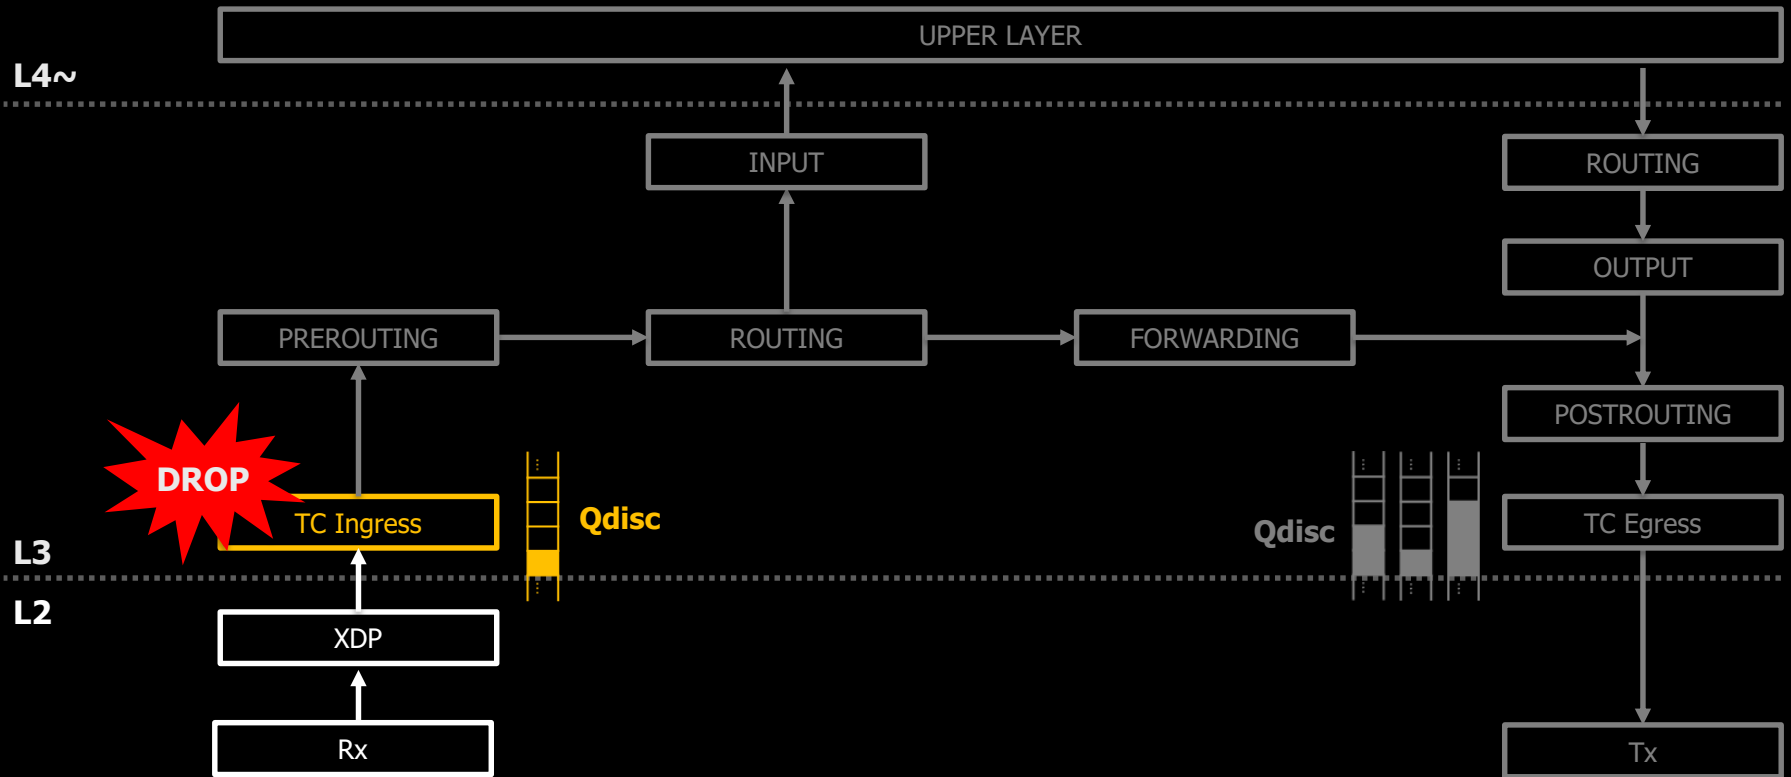 UPPER LAYER
L4~
INPUT
ROUTING
OUTPUT
PREROUTING
ROUTING
FORWARDING
POSTROUTING
DROP
TC Ingress
Qdisc
Qdisc
TC Egress
L3
L2
XDP
Rx
Tx